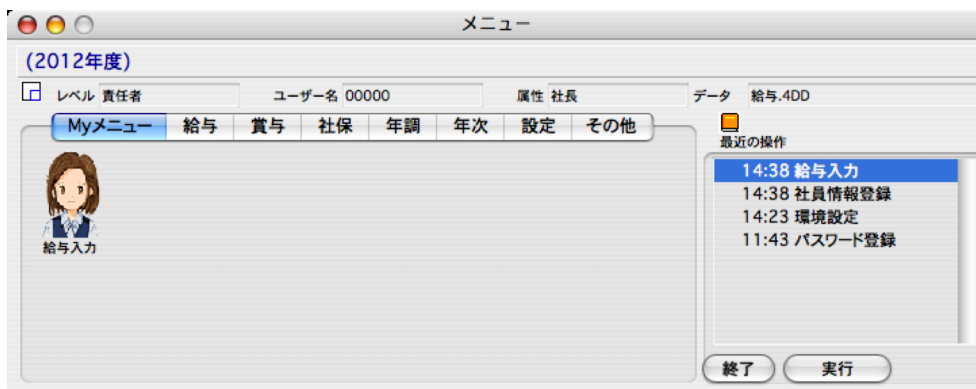 メニュー
(2012年度)
レベル 責任者 ユーザー名 00000 属性 社長 データ 給与.4DD
Myメニュー 給与 賞与 社保 年調 年次 設定 その他
最近の操作
給与入力
14:38 給与入力
14:38 社員情報登録
14:23 環境設定
11:43 パスワード登録
終了 実行